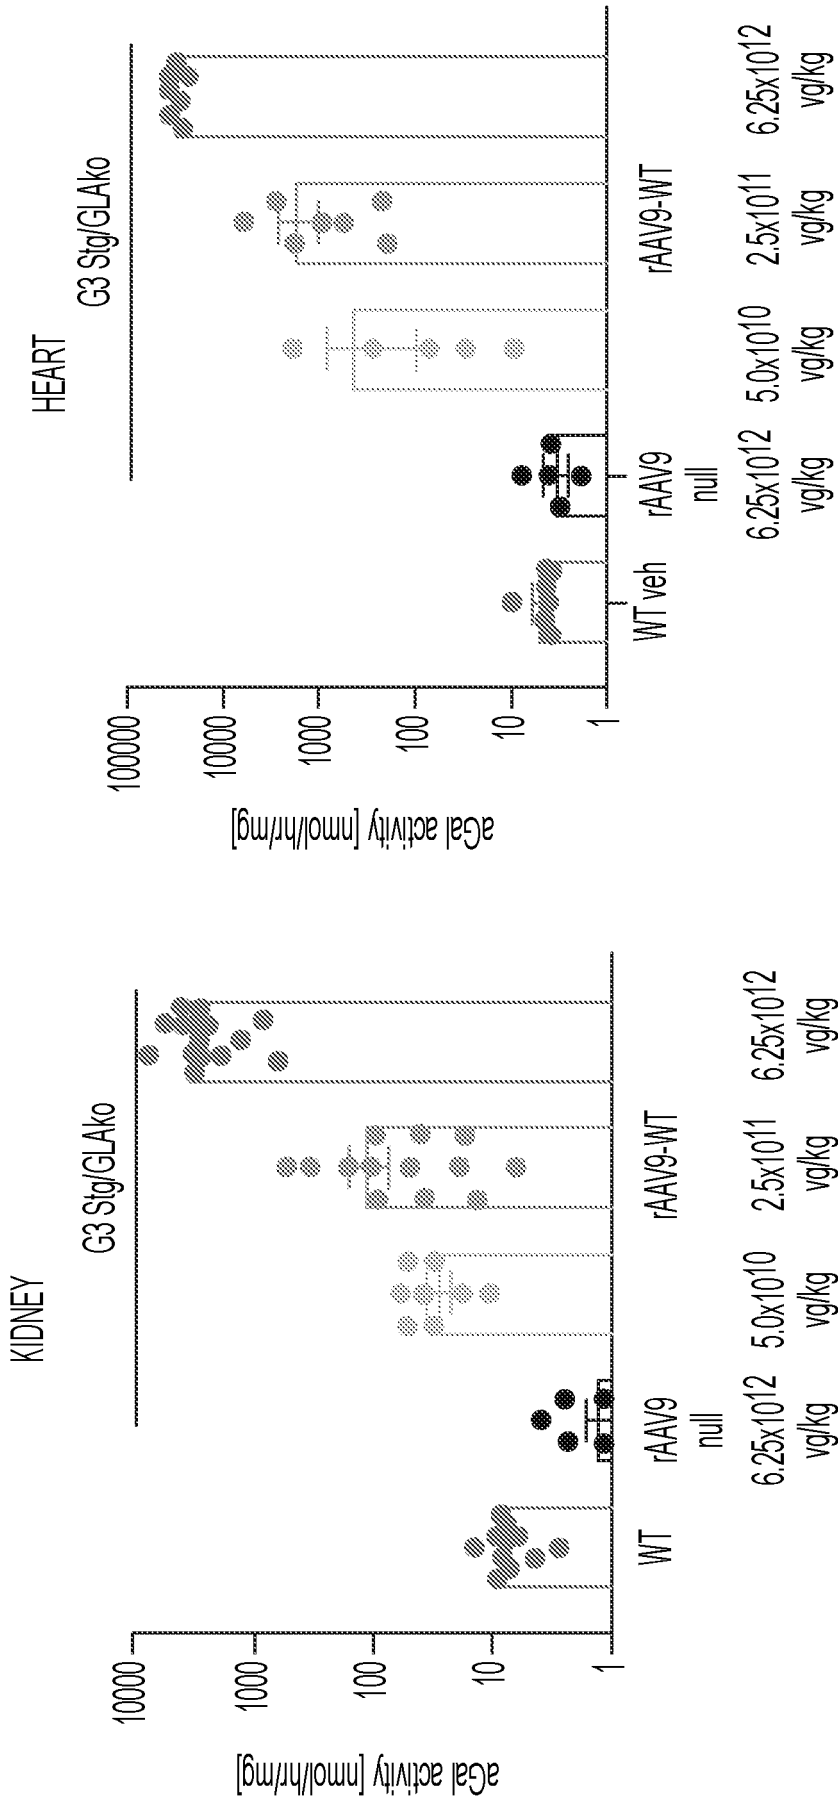 KIDNEY
G3 Stg/GLAko
aGal activity [nmol/hr/mg]
10000
1000
100
10
1
WT
rAAV9
null
rAAV9-WT
6.25x10¹²
vg/kg
5.0x10¹⁰
vg/kg
2.5x10¹¹
vg/kg
6.25x10¹²
vg/kg
HEART
G3 Stg/GLAko
aGal activity [nmol/hr/mg]
100000
10000
1000
100
10
1
WT veh
rAAV9
null
rAAV9-WT
6.25x10¹²
vg/kg
5.0x10¹⁰
vg/kg
2.5x10¹¹
vg/kg
6.25x10¹²
vg/kg